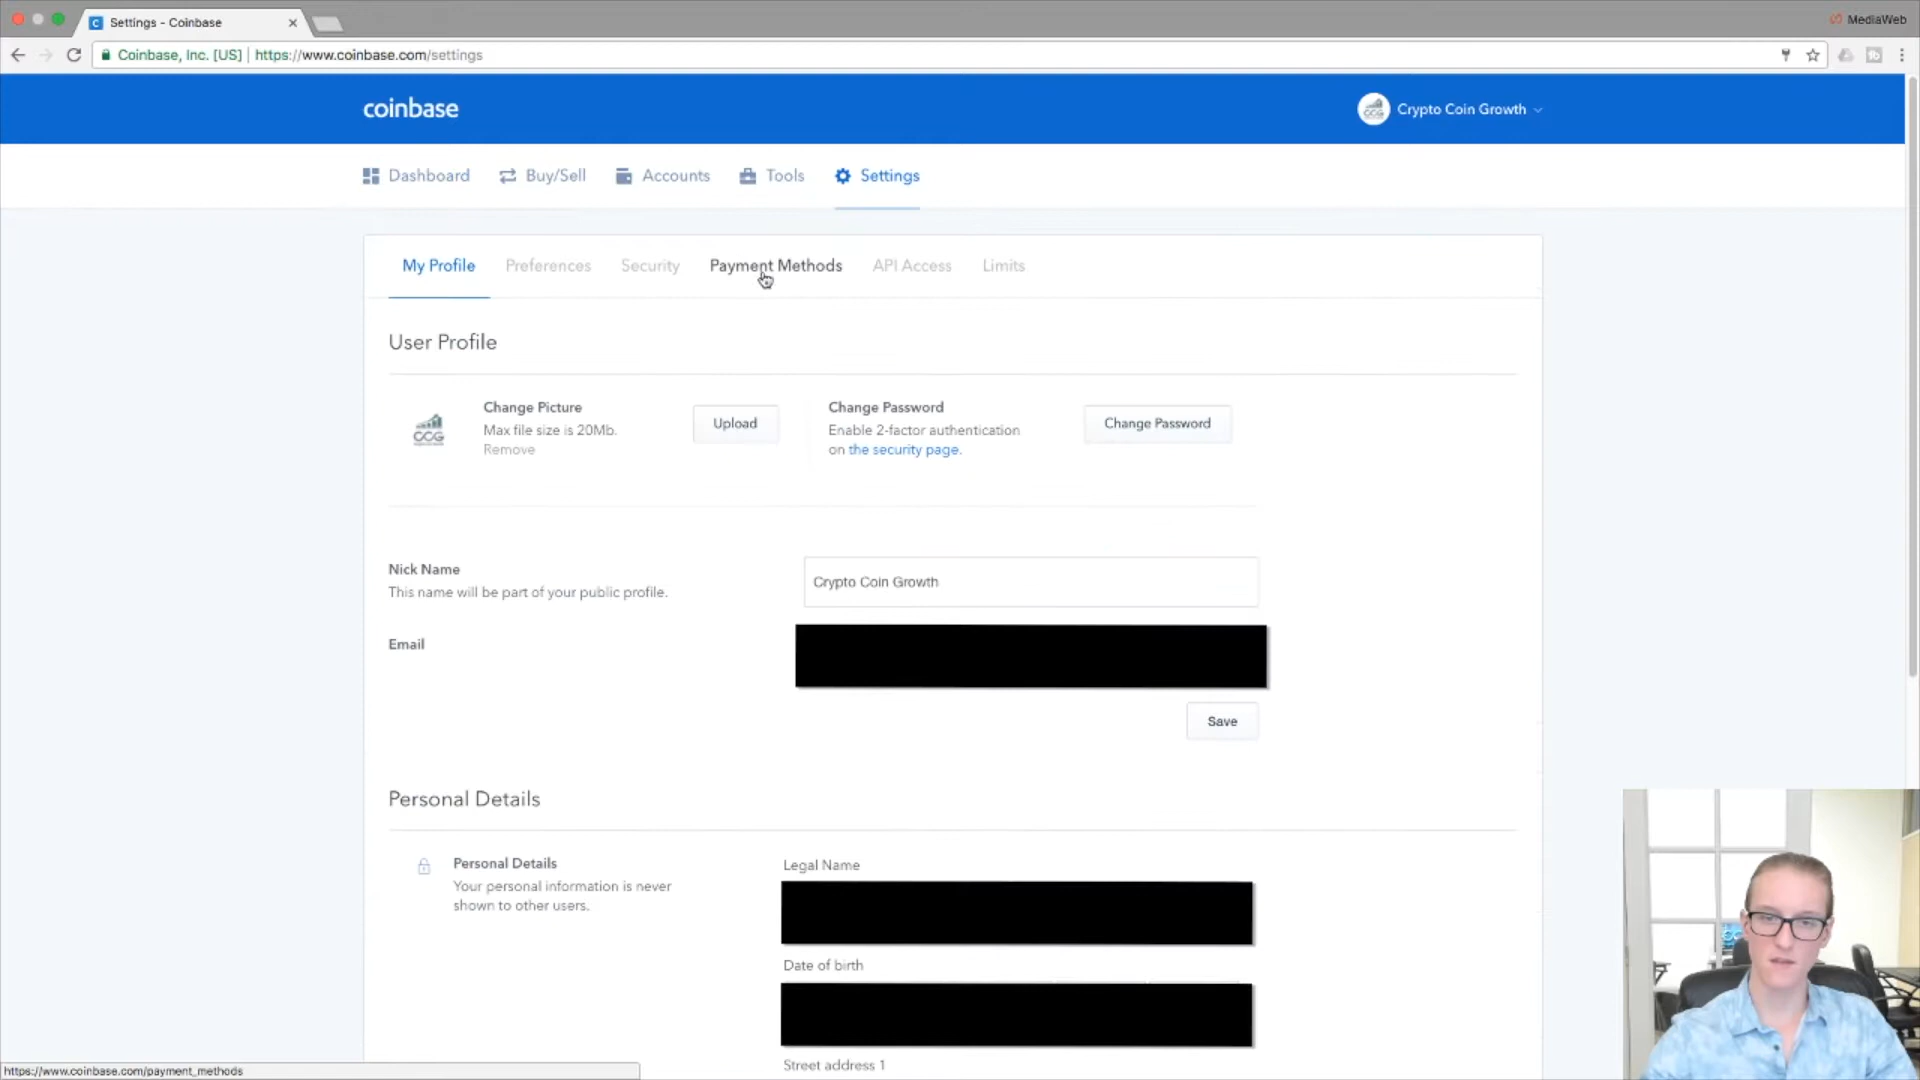 Settings - Coinbase
MediaWeb
Coinbase, Inc. [US] | https://www.coinbase.com/settings
coinbase
Crypto Coin Growth
Dashboard Buy/Sell Accounts Tools Settings
My Profile Preferences Security Payment Methods API Access Limits
User Profile
Change Picture
Max file size is 20Mb.
Remove
Upload
Change Password
Enable 2-factor authentication
on the security page.
Change Password
CCG
Nick Name
This name will be part of your public profile.
Crypto Coin Growth
Email
Save
Personal Details
Personal Details
Your personal information is never
shown to other users.
Legal Name
Date of birth
Street address 1
https://www.coinbase.com/payment_methods